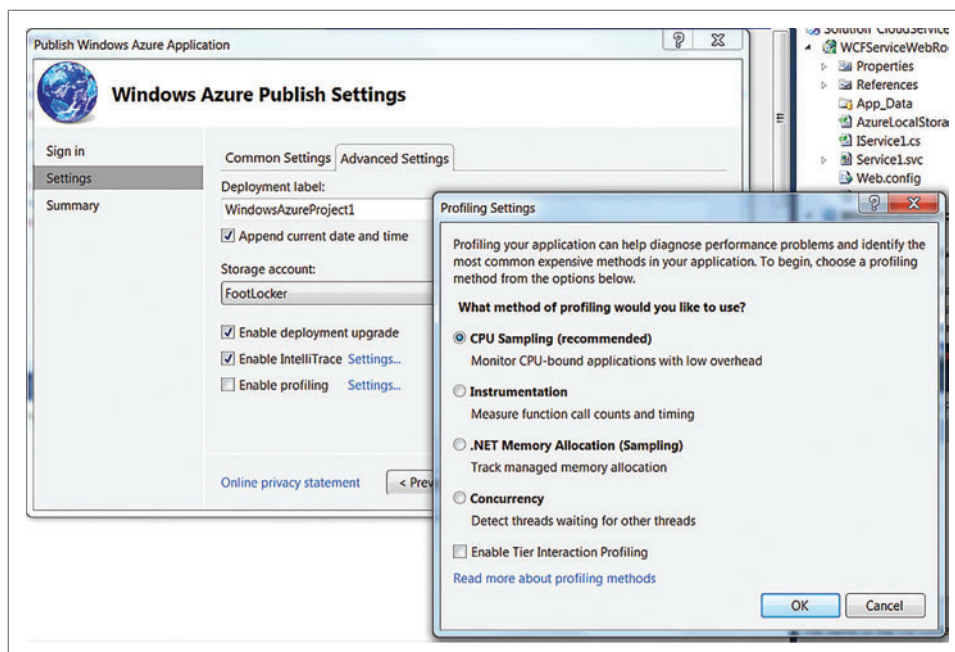 Publish Windows Azure Application
Windows Azure Publish Settings
Sign in
Settings
Summary
Common Settings
Advanced Settings
Deployment label:
WindowsAzureProject1
Append current date and time
Storage account:
FootLocker
Enable deployment upgrade
Enable IntelliTrace Settings...
Enable profiling Settings...
Online privacy statement
< Prev
Profiling Settings
Profiling your application can help diagnose performance problems and identify the
most common expensive methods in your application. To begin, choose a profiling
method from the options below.
What method of profiling would you like to use?
CPU Sampling (recommended)
Monitor CPU-bound applications with low overhead
Instrumentation
Measure function call counts and timing
.NET Memory Allocation (Sampling)
Track managed memory allocation
Concurrency
Detect threads waiting for other threads
Enable Tier Interaction Profiling
Read more about profiling methods
OK
Cancel
Solution 'CloudService
WCFServiceWebRo
Properties
References
App_Data
AzureLocalStora
IService1.cs
Service1.svc
Web.config